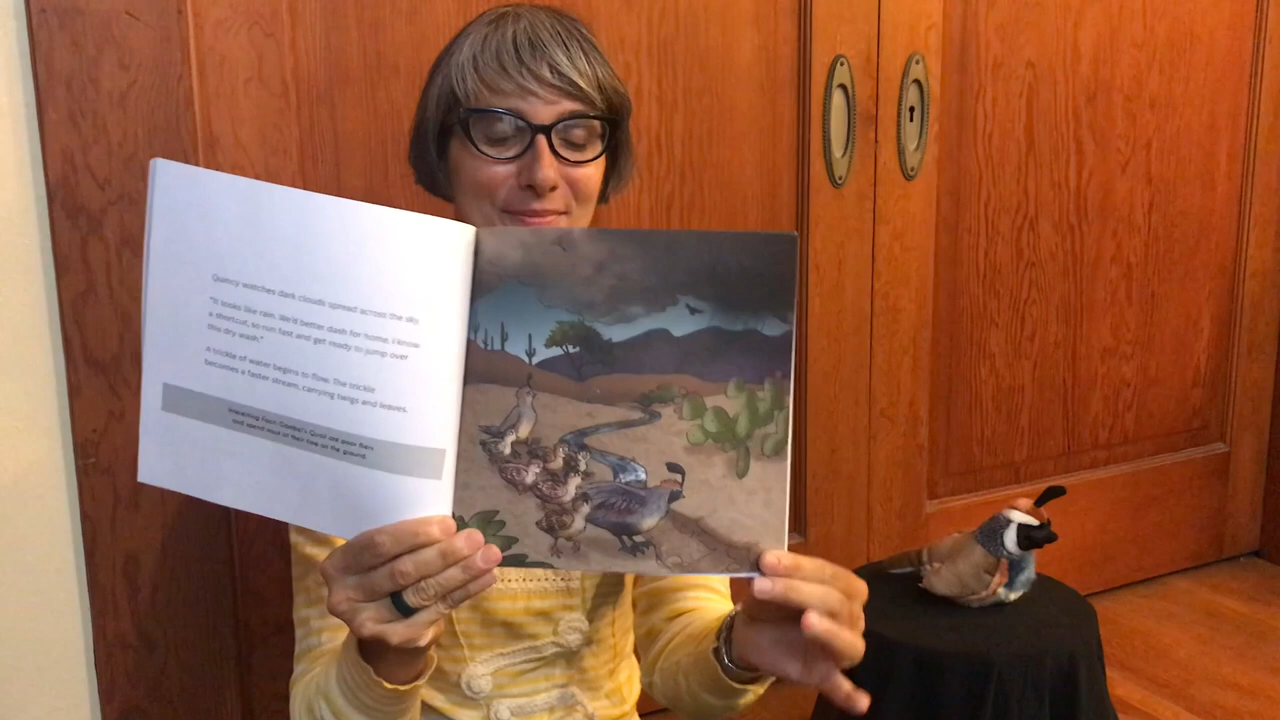 Quincy watches dark clouds spread across the sky.
"It looks like rain. We'd better dash for home. I know
a shortcut, so run fast and get ready to jump over
this dry wash."
A trickle of water begins to flow. The trickle
becomes a faster stream, carrying twigs and leaves.
Interesting Fact: Gambel's Quail are poor fliers
and spend most of their time on the ground.